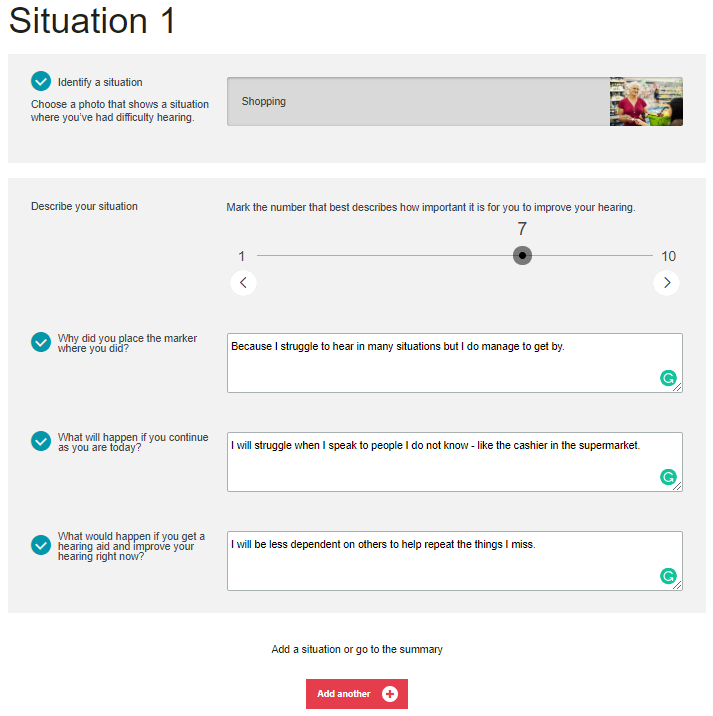 Situation 1
Identify a situation
Choose a photo that shows a situation
where you've had difficulty hearing.
Shopping
Describe your situation
Mark the number that best describes how important it is for you to improve your hearing.
7
1
10
Why did you place the marker
where you did?
Because I struggle to hear in many situations but I do manage to get by.
What will happen if you continue
as you are today?
I will struggle when I speak to people I do not know - like the cashier in the supermarket.
What would happen if you get a
hearing aid and improve your
hearing right now?
I will be less dependent on others to help repeat the things I miss.
Add a situation or go to the summary
Add another